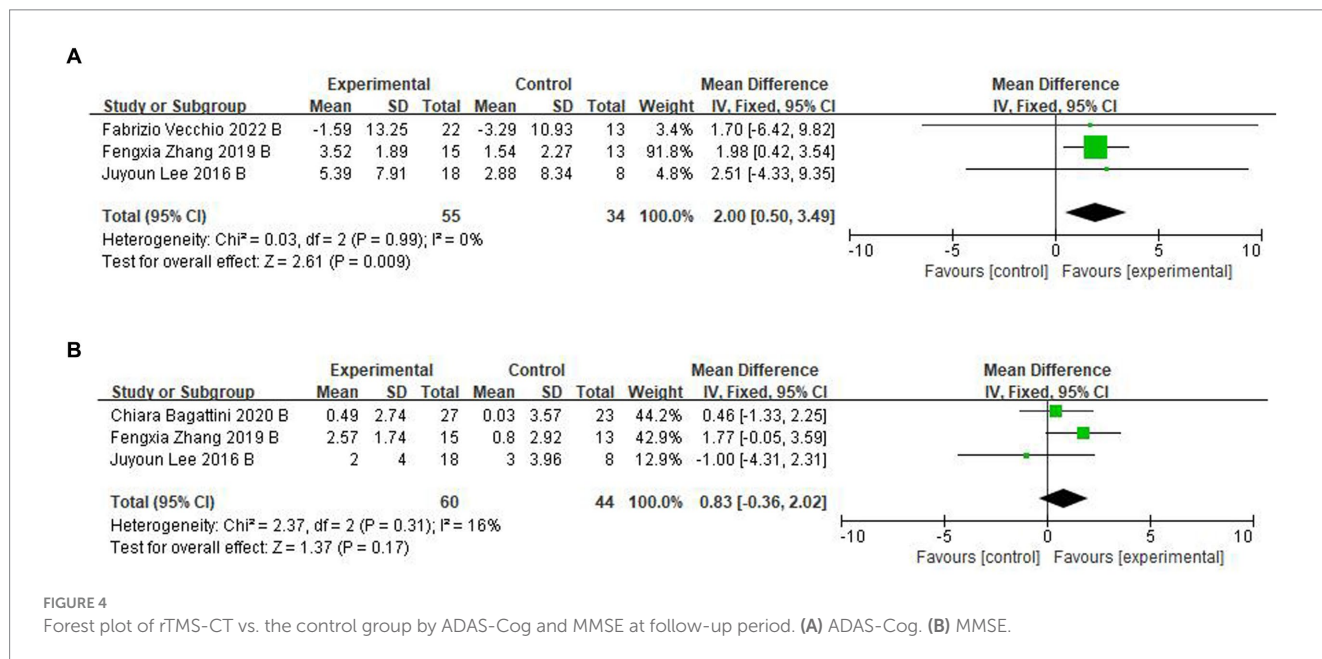 A
Experimental Control Mean Difference Mean Difference
Study or Subgroup Mean SD Total Mean SD Total Weight IV, Fixed, 95% CI IV, Fixed, 95% CI
Fabrizio Vecchio 2022 B -1.59 13.25 22 -3.29 10.93 13 3.4% 1.70 [-6.42, 9.82]
Fengxia Zhang 2019 B 3.52 1.89 15 1.54 2.27 13 91.8% 1.98 [0.42, 3.54]
Juyoun Lee 2016 B 5.39 7.91 18 2.88 8.34 8 4.8% 2.51 [-4.33, 9.35]
Total (95% CI) 55 34 100.0% 2.00 [0.50, 3.49]
Heterogeneity: Chi² = 0.03, df = 2 (P = 0.99); I² = 0%
Test for overall effect: Z = 2.61 (P = 0.009)
-10 -5 0 5 10
Favours [control] Favours [experimental]
B
Experimental Control Mean Difference Mean Difference
Study or Subgroup Mean SD Total Mean SD Total Weight IV, Fixed, 95% CI IV, Fixed, 95% CI
Chiara Bagattini 2020 B 0.49 2.74 27 0.03 3.57 23 44.2% 0.46 [-1.33, 2.25]
Fengxia Zhang 2019 B 2.57 1.74 15 0.8 2.92 13 42.9% 1.77 [-0.05, 3.59]
Juyoun Lee 2016 B 2 4 18 3 3.96 8 12.9% -1.00 [-4.31, 2.31]
Total (95% CI) 60 44 100.0% 0.83 [-0.36, 2.02]
Heterogeneity: Chi² = 2.37, df = 2 (P = 0.31); I² = 16%
Test for overall effect: Z = 1.37 (P = 0.17)
-10 -5 0 5 10
Favours [control] Favours [experimental]
FIGURE 4
Forest plot of rTMS-CT vs. the control group by ADAS-Cog and MMSE at follow-up period. (A) ADAS-Cog. (B) MMSE.